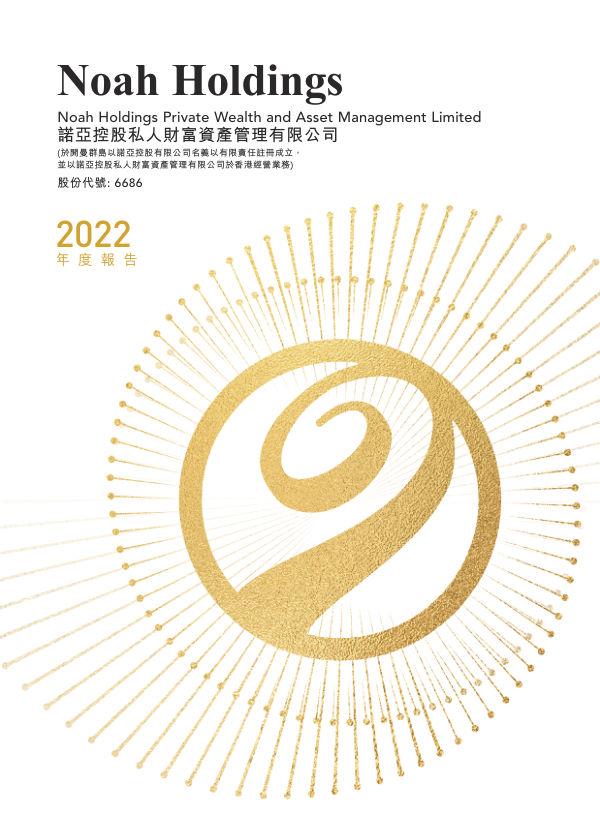 Noah Holdings
Noah Holdings Private Wealth and Asset Management Limited
諾亞控股私人財富資產管理有限公司
(於開曼群島以諾亞控股有限公司名義以有限責任註冊成立，
並以諾亞控股私人財富資產管理有限公司於香港經營業務)
股份代號: 6686
2022
年度報告